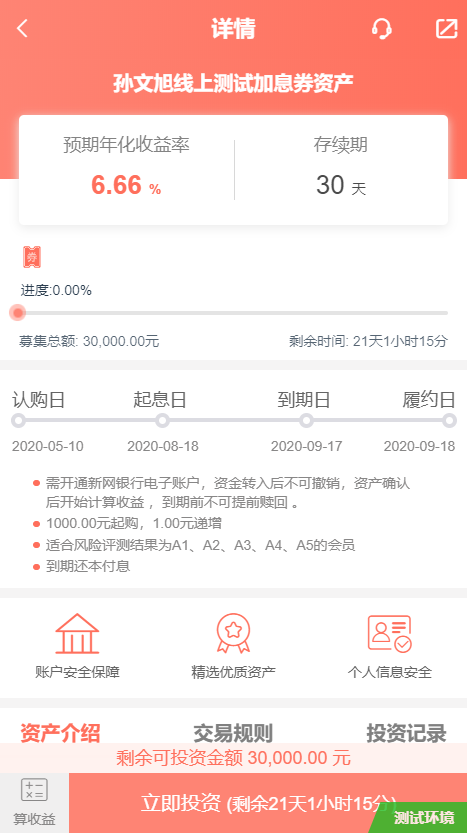 详情
孙文旭线上测试加息券资产
预期年化收益率
存续期
6.66 %
30 天
券
进度:0.00%
募集总额: 30,000.00元
剩余时间: 21天1小时15分
认购日
起息日
到期日
履约日
2020-05-10
2020-08-18
2020-09-17
2020-09-18
需开通新网银行电子账户，资金转入后不可撤销，资产确认
后开始计算收益 ，到期前不可提前赎回 。
1000.00元起购，1.00元递增
适合风险评测结果为A1、A2、A3、A4、A5的会员
到期还本付息
账户安全保障
精选优质资产
个人信息安全
资产介绍
交易规则
投资记录
剩余可投资金额 30,000.00 元
算收益
立即投资 (剩余21天1小时15分)
测试环境